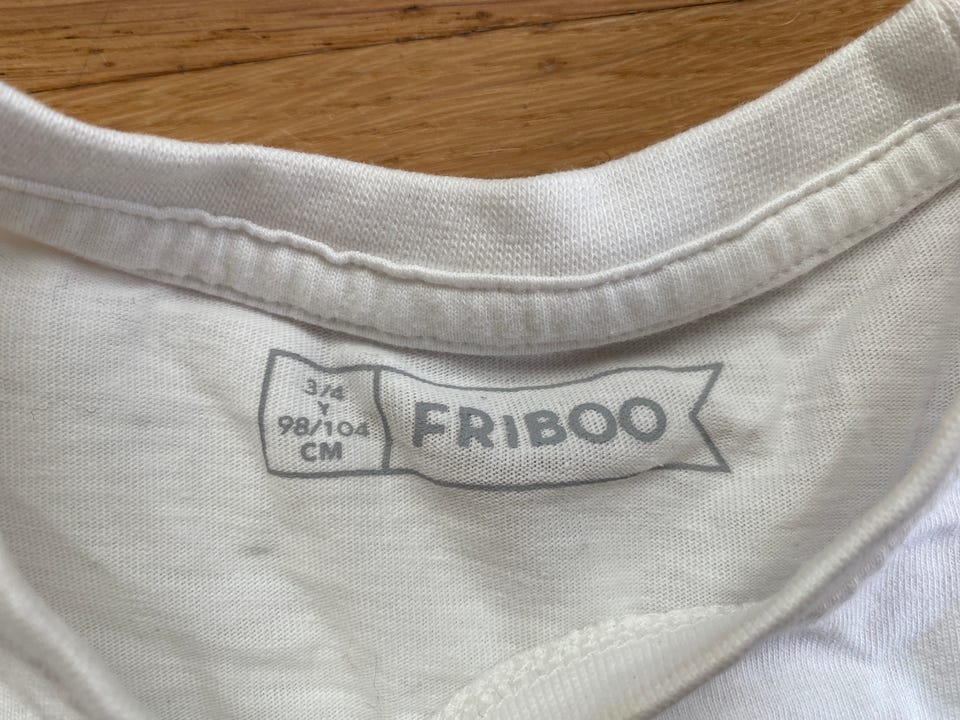 3/4
Y
98/104
CM
FRIBOO